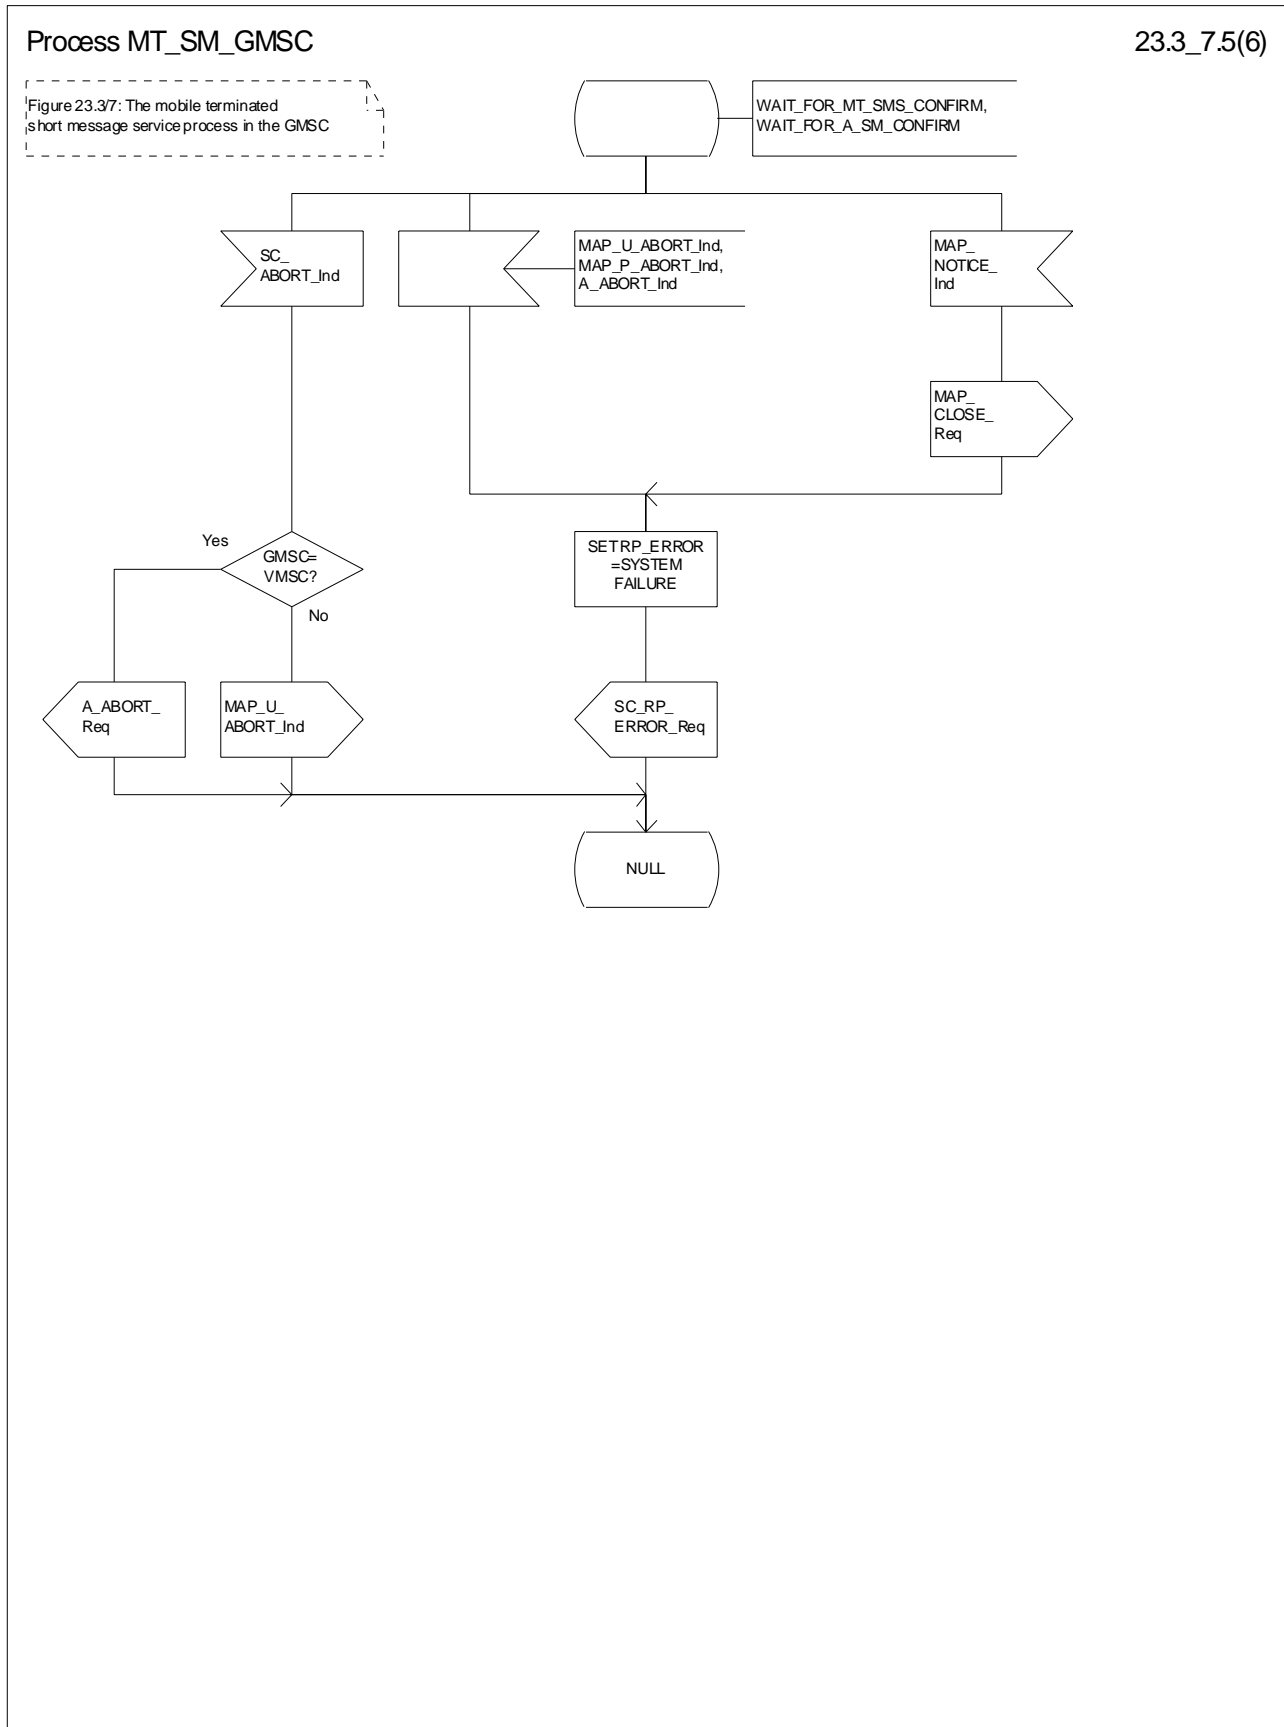 Process MT_SM_GMSC
23.3_7.5(6)
Figure 23.3/7: The mobile terminated
short message service process in the GMSC
WAIT_FOR_MT_SMS_CONFIRM,
WAIT_FOR_A_SM_CONFIRM
SC_
ABORT_Ind
MAP_U_ABORT_Ind,
MAP_P_ABORT_Ind,
A_ABORT_Ind
MAP_
NOTICE_
Ind
MAP_
CLOSE_
Req
Yes
GMSC=
VMSC?
No
SET RP_ERROR
=SYSTEM
FAILURE
A_ABORT_
Req
MAP_U_
ABORT_Ind
SC_RP_
ERROR_Req
NULL